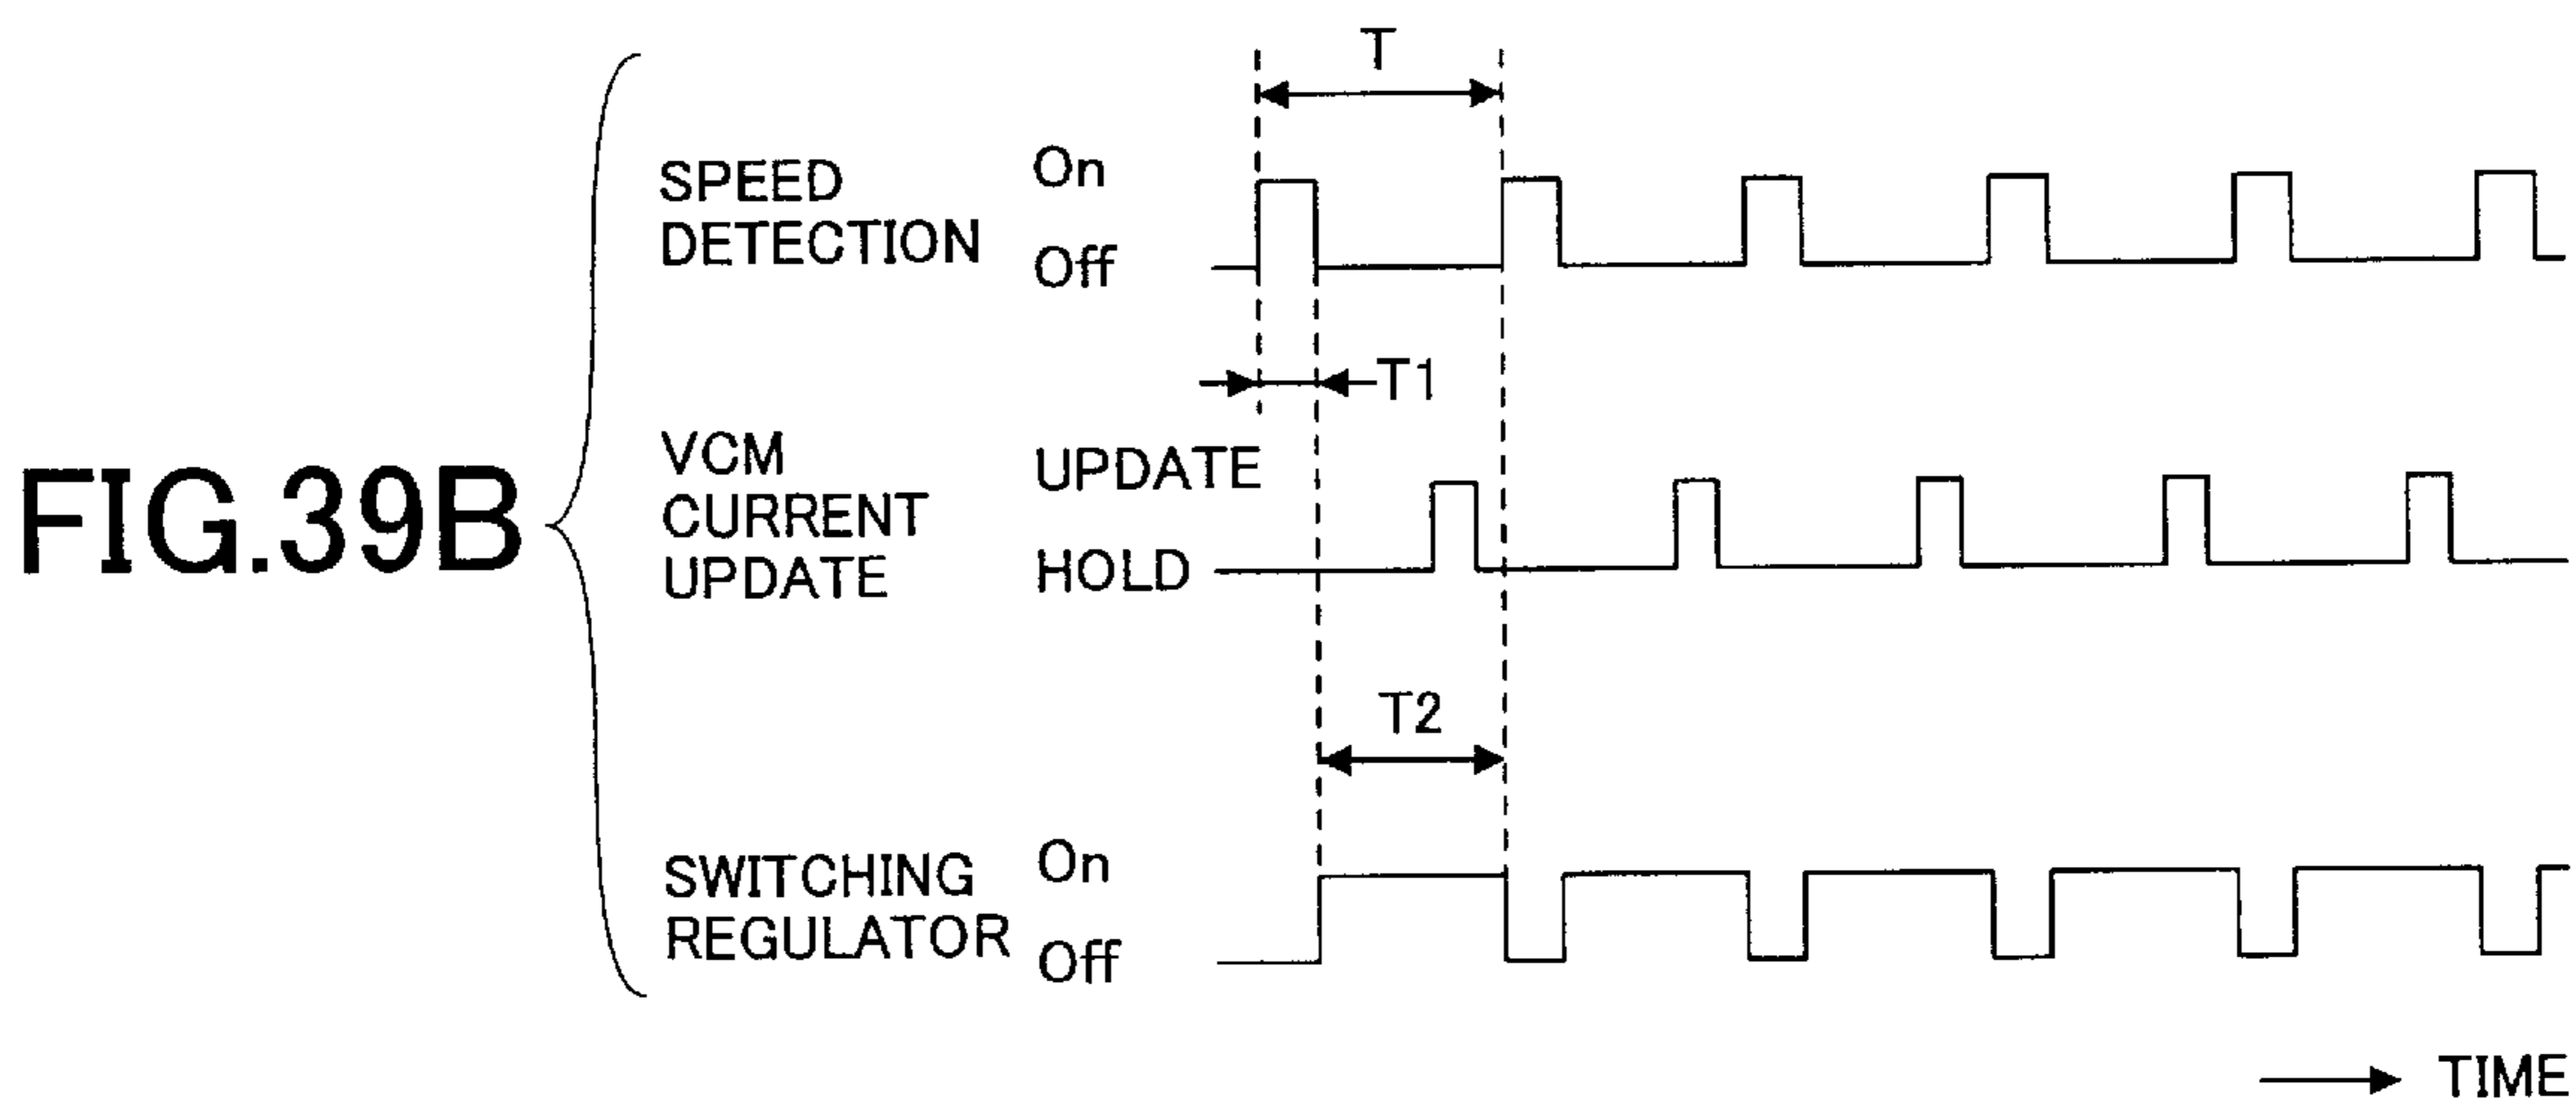 FIG.39B
T
SPEED
DETECTION
On
Off
T1
VCM
CURRENT
UPDATE
UPDATE
HOLD
T2
SWITCHING
REGULATOR
On
Off
TIME